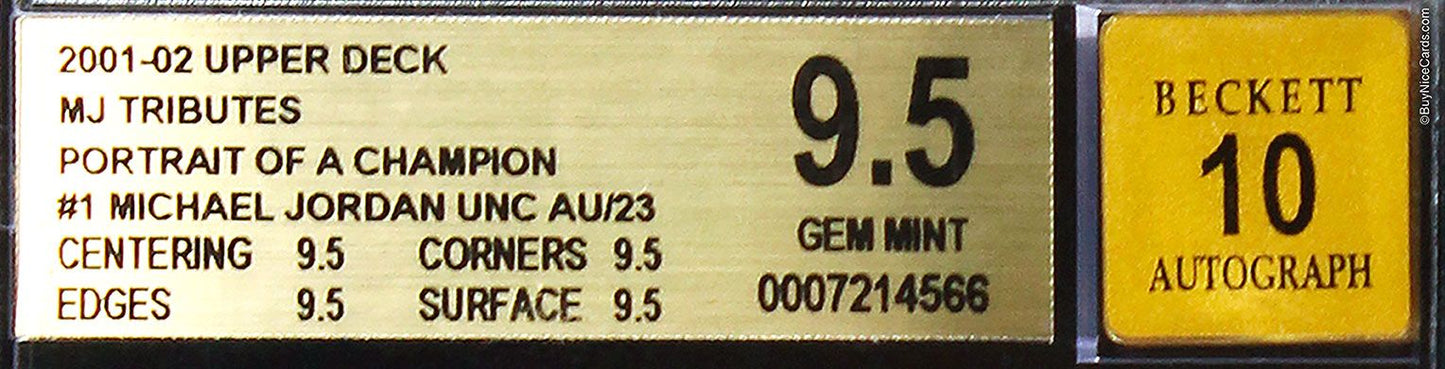 2001-02 UPPER DECK
MJ TRIBUTES
PORTRAIT OF A CHAMPION
#1 MICHAEL JORDAN UNC AU/23
CENTERING 9.5 CORNERS 9.5
EDGES 9.5 SURFACE 9.5
9.5
GEM MINT
0007214566
BECKETT
10
AUTOGRAPH
©BuyNiceCards.com